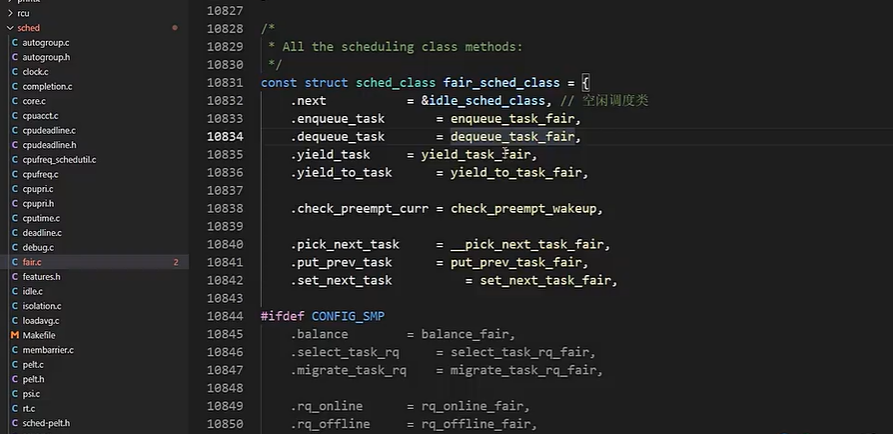 printk
rcu
sched
C autogroup.c
C autogroup.h
C clock.c
C completion.c
C core.c
C cpuacct.c
C cpudeadline.c
C cpudeadline.h
C cpufreq_schedutil.c
C cpufreq.c
C cpupri.c
C cpupri.h
C cputime.c
C deadline.c
C debug.c
C fair.c 2
C features.h
C idle.c
C isolation.c
C loadavg.c
M Makefile
C membarrier.c
C pelt.c
C pelt.h
C psi.c
C rt.c
C sched-pelt.h
10827
10828 /*
10829  * All the scheduling class methods:
10830  */
10831 const struct sched_class fair_sched_class = {
10832     .next           = &idle_sched_class, // 空闲调度类
10833     .enqueue_task       = enqueue_task_fair,
10834     .dequeue_task       = dequeue_task_fair,
10835     .yield_task     = yield_task_fair,
10836     .yield_to_task      = yield_to_task_fair,
10837
10838     .check_preempt_curr = check_preempt_wakeup,
10839
10840     .pick_next_task     = __pick_next_task_fair,
10841     .put_prev_task      = put_prev_task_fair,
10842     .set_next_task          = set_next_task_fair,
10843
10844 #ifdef CONFIG_SMP
10845     .balance        = balance_fair,
10846     .select_task_rq     = select_task_rq_fair,
10847     .migrate_task_rq    = migrate_task_rq_fair,
10848
10849     .rq_online      = rq_online_fair,
10850     .rq_offline     = rq_offline_fair,